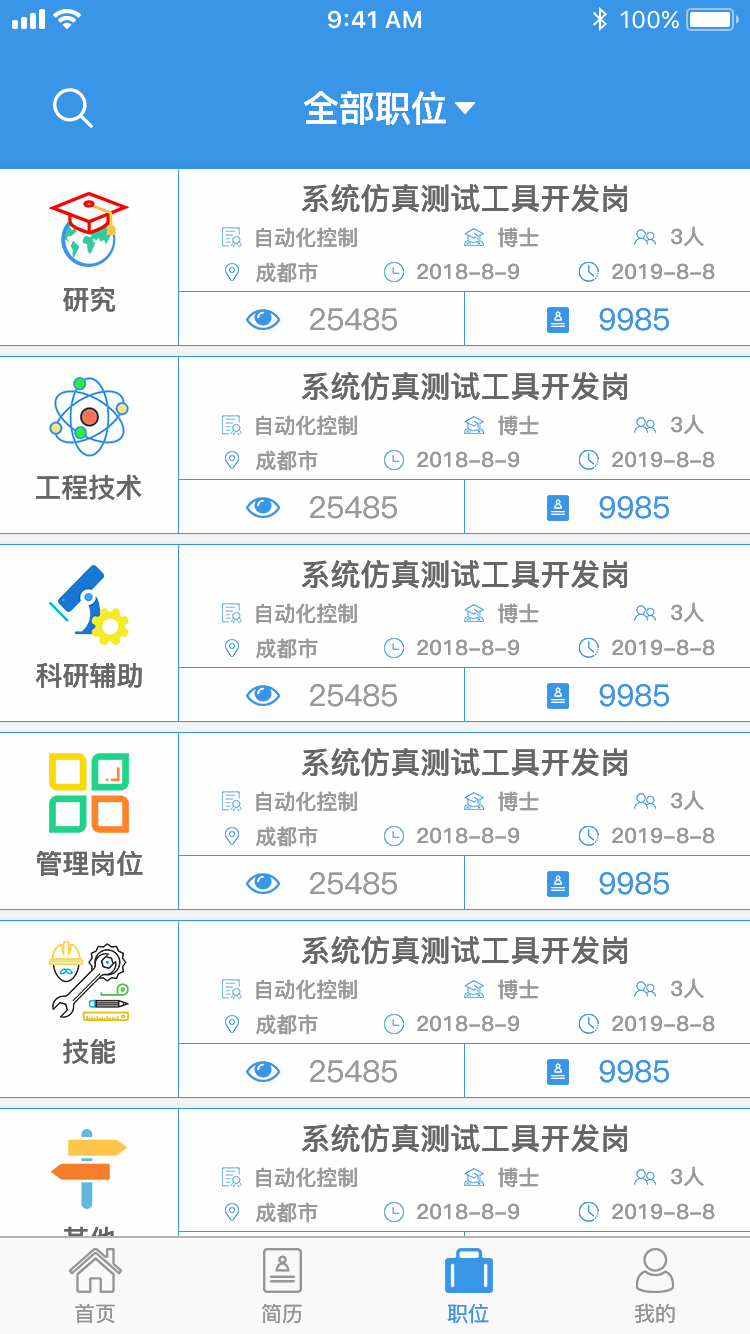 9:41 AM 100%
全部职位
研究
系统仿真测试工具开发岗
自动化控制 博士 3人
成都市 2018-8-9 2019-8-8
25485 9985
工程技术
系统仿真测试工具开发岗
自动化控制 博士 3人
成都市 2018-8-9 2019-8-8
25485 9985
科研辅助
系统仿真测试工具开发岗
自动化控制 博士 3人
成都市 2018-8-9 2019-8-8
25485 9985
管理岗位
系统仿真测试工具开发岗
自动化控制 博士 3人
成都市 2018-8-9 2019-8-8
25485 9985
技能
系统仿真测试工具开发岗
自动化控制 博士 3人
成都市 2018-8-9 2019-8-8
25485 9985
其他
系统仿真测试工具开发岗
自动化控制 博士 3人
成都市 2018-8-9 2019-8-8
首页 简历 职位 我的